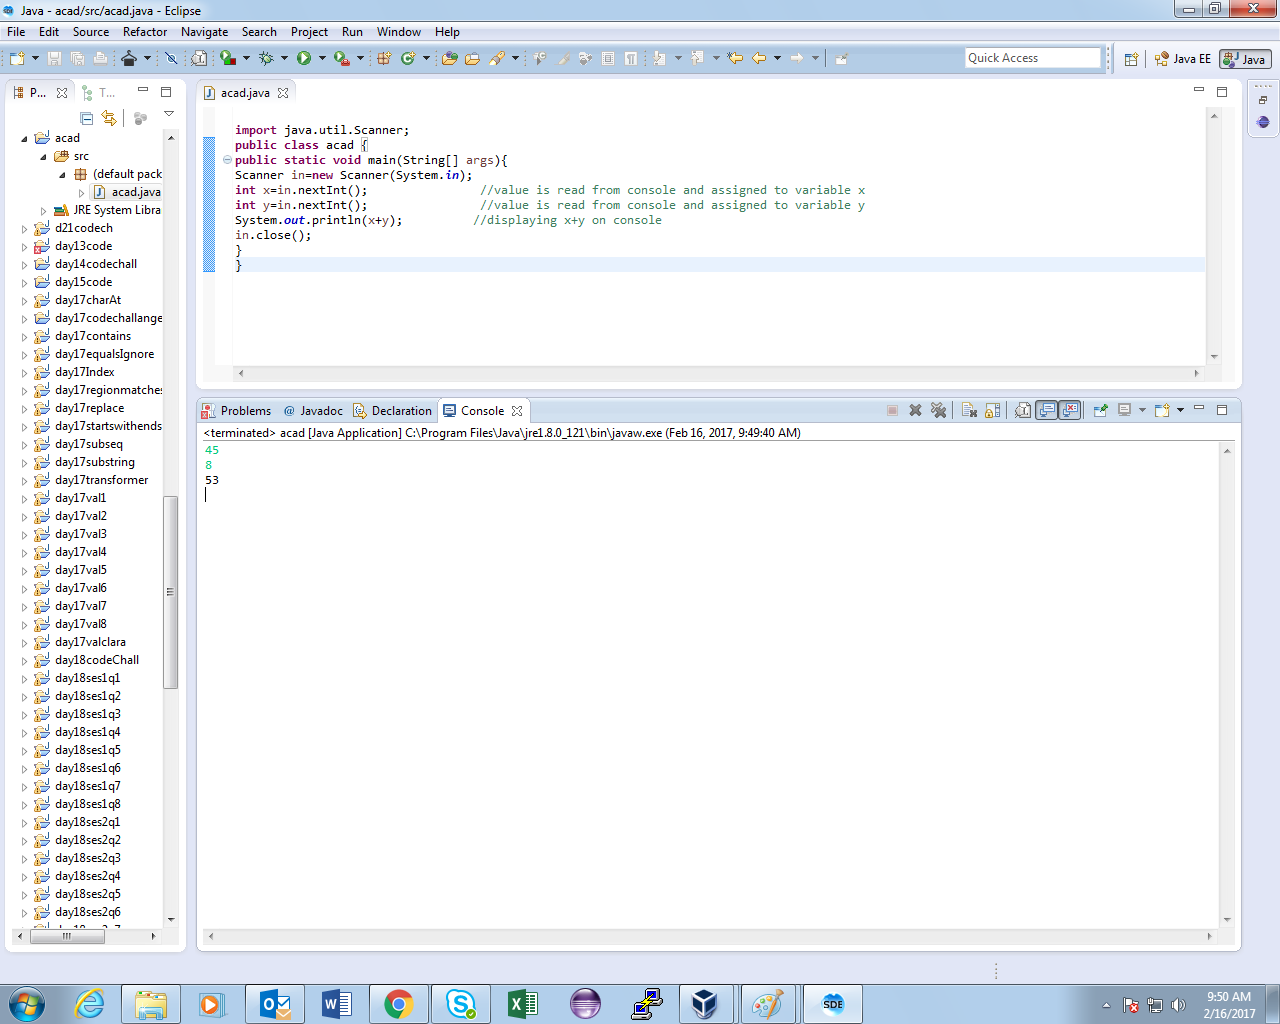 Java - acad/src/acad.java - Eclipse
File Edit Source Refactor Navigate Search Project Run Window Help
Quick Access
Java EE
Java
P...
T...
acad
src
(default pack
acad.java
JRE System Libra
d21codech
day13code
day14codechall
day15code
day17charAt
day17codechallange
day17contains
day17equalsIgnore
day17Index
day17regionmatches
day17replace
day17startswithends
day17subseq
day17substring
day17transformer
day17val1
day17val2
day17val3
day17val4
day17val5
day17val6
day17val7
day17val8
day17valclara
day18codeChall
day18ses1q1
day18ses1q2
day18ses1q3
day18ses1q4
day18ses1q5
day18ses1q6
day18ses1q7
day18ses1q8
day18ses2q1
day18ses2q2
day18ses2q3
day18ses2q4
day18ses2q5
day18ses2q6
acad.java
import java.util.Scanner;
public class acad {
public static void main(String[] args){
Scanner in=new Scanner(System.in);
int x=in.nextInt(); //value is read from console and assigned to variable x
int y=in.nextInt(); //value is read from console and assigned to variable y
System.out.println(x+y); //displaying x+y on console
in.close();
}
}
Problems @ Javadoc Declaration Console
<terminated> acad [Java Application] C:\Program Files\Java\jre1.8.0_121\bin\javaw.exe (Feb 16, 2017, 9:49:40 AM)
45
8
53
SDE
9:50 AM
2/16/2017